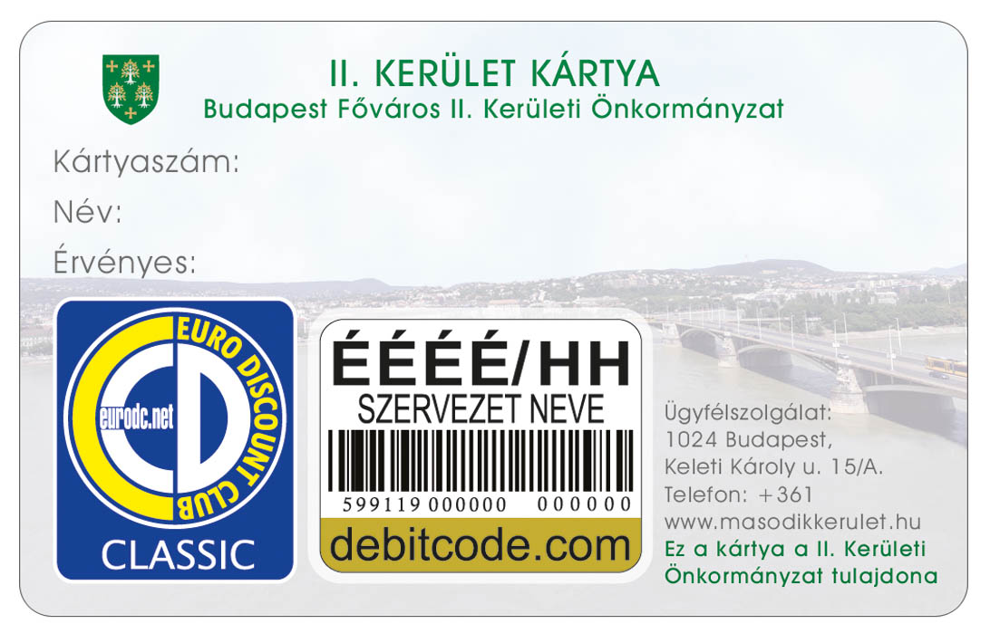 II. KERÜLET KÁRTYA
Budapest Főváros II. Kerületi Önkormányzat
Kártyaszám:
Név:
Érvényes:
EURO DISCOUNT CLUB
eurodc.net
CLASSIC
ÉÉÉÉ/HH
SZERVEZET NEVE
599119 000000 000000
debitcode.com
Ügyfélszolgálat:
1024 Budapest,
Keleti Károly u. 15/A.
Telefon: +361
www.masodikkerulet.hu
Ez a kártya a II. Kerületi
Önkormányzat tulajdona